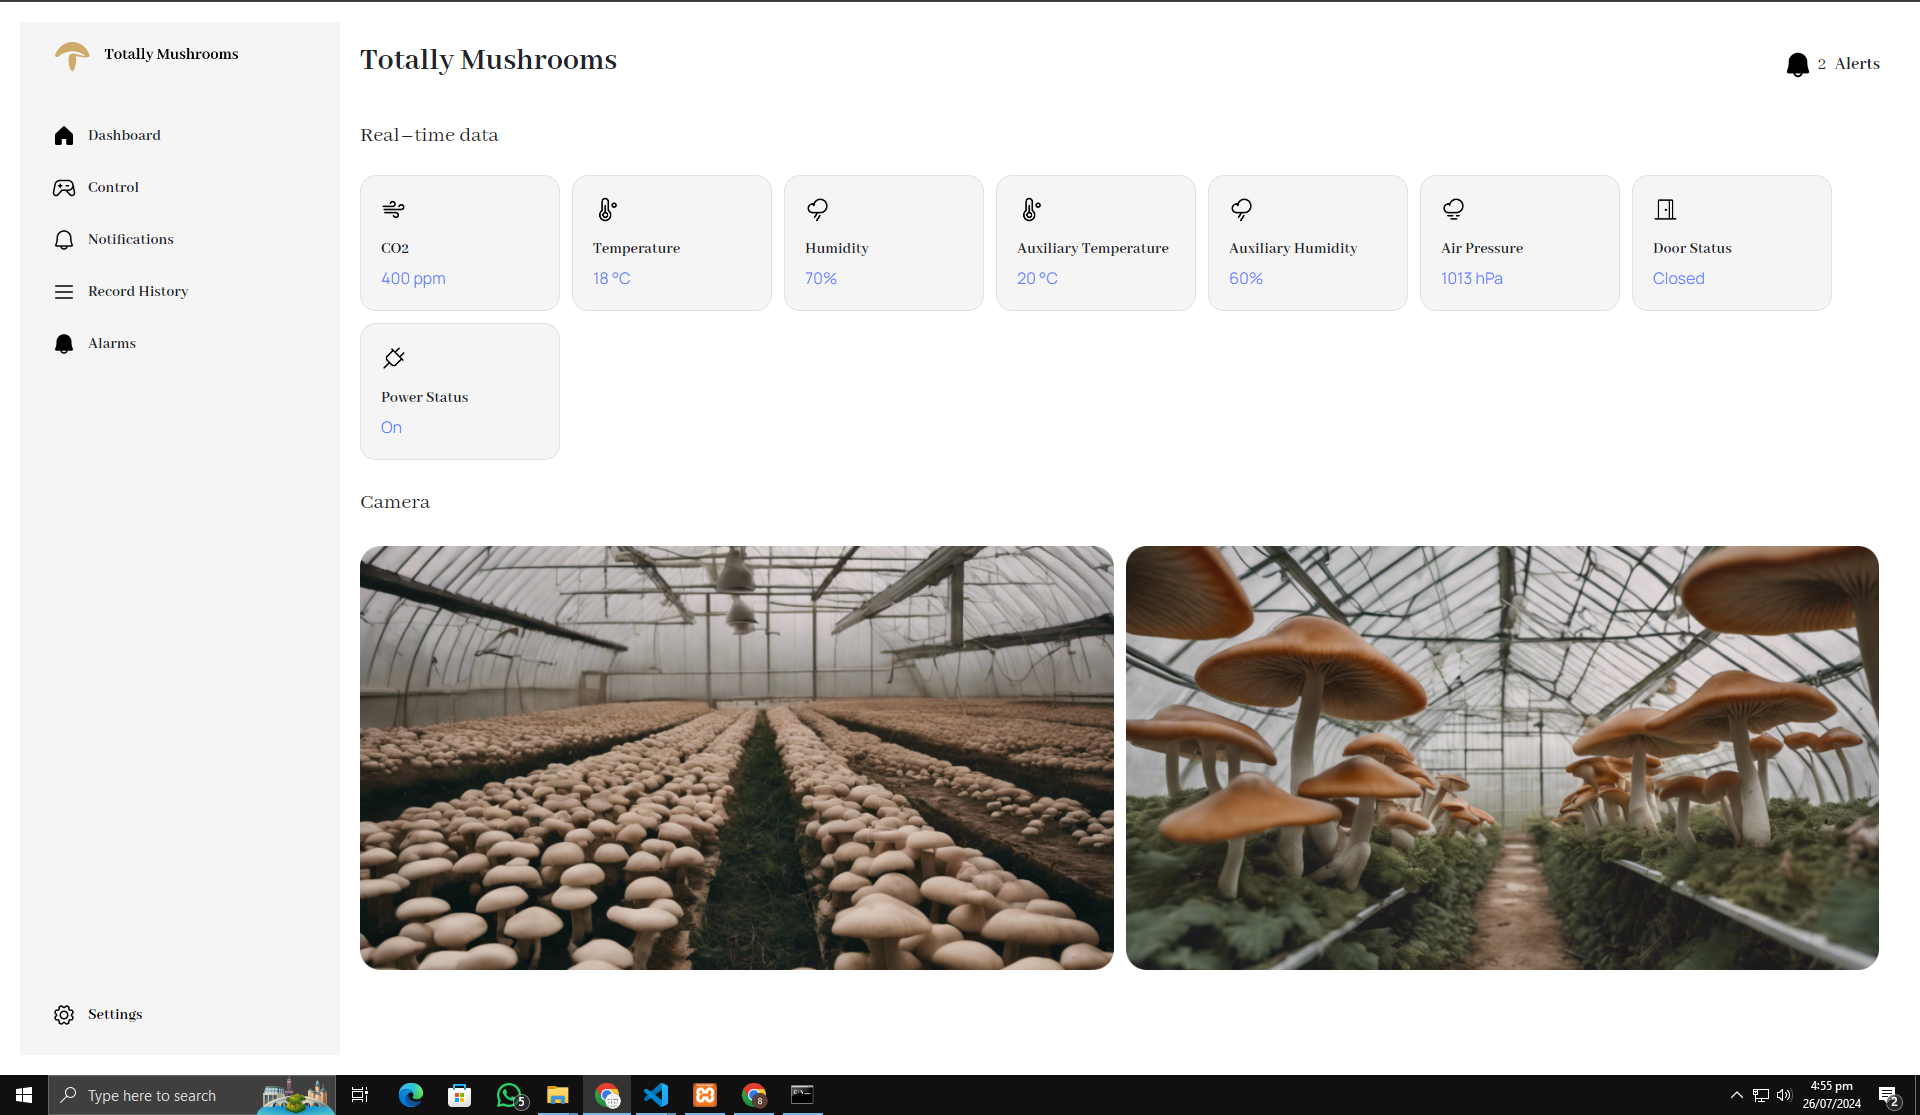 Totally Mushrooms
Dashboard
Control
Notifications
Record History
Alarms
Settings
Totally Mushrooms
2 Alerts
Real-time data
CO2
400 ppm
Temperature
18 °C
Humidity
70%
Auxiliary Temperature
20 °C
Auxiliary Humidity
60%
Air Pressure
1013 hPa
Door Status
Closed
Power Status
On
Camera
Type here to search
5
8
4:55 pm
26/07/2024
2